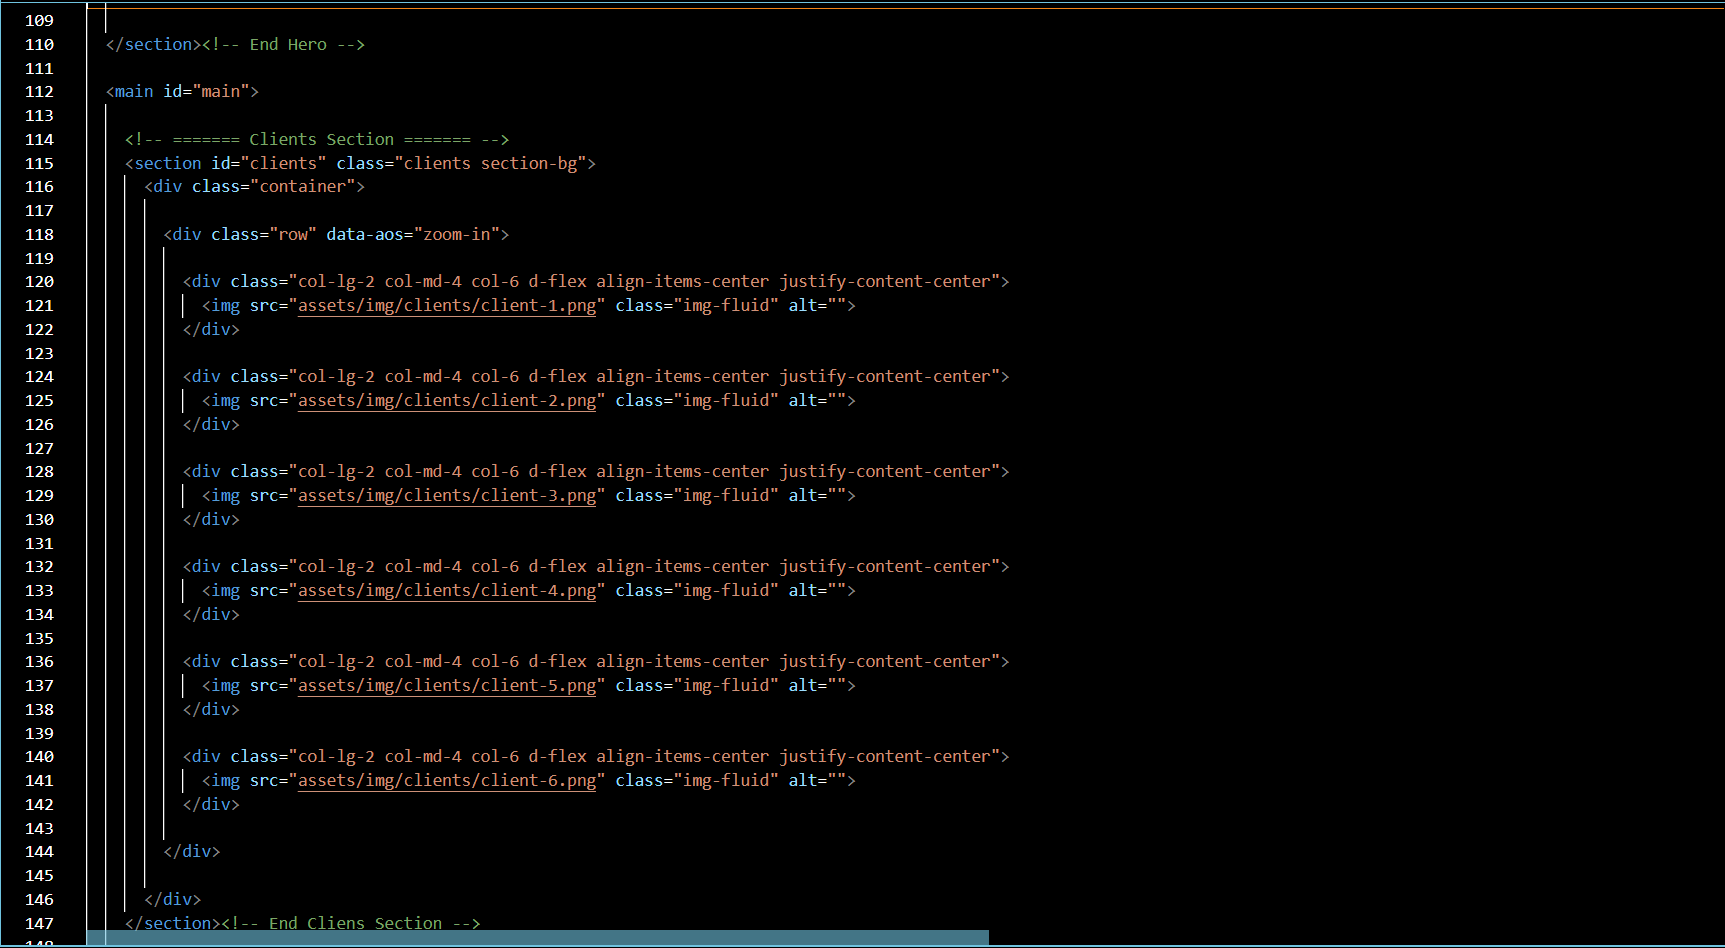 109
110 </section><!-- End Hero -->
111
112 <main id="main">
113
114 <!-- ======= Clients Section ======= -->
115 <section id="clients" class="clients section-bg">
116 <div class="container">
117
118 <div class="row" data-aos="zoom-in">
119
120 <div class="col-lg-2 col-md-4 col-6 d-flex align-items-center justify-content-center">
121 <img src="assets/img/clients/client-1.png" class="img-fluid" alt="">
122 </div>
123
124 <div class="col-lg-2 col-md-4 col-6 d-flex align-items-center justify-content-center">
125 <img src="assets/img/clients/client-2.png" class="img-fluid" alt="">
126 </div>
127
128 <div class="col-lg-2 col-md-4 col-6 d-flex align-items-center justify-content-center">
129 <img src="assets/img/clients/client-3.png" class="img-fluid" alt="">
130 </div>
131
132 <div class="col-lg-2 col-md-4 col-6 d-flex align-items-center justify-content-center">
133 <img src="assets/img/clients/client-4.png" class="img-fluid" alt="">
134 </div>
135
136 <div class="col-lg-2 col-md-4 col-6 d-flex align-items-center justify-content-center">
137 <img src="assets/img/clients/client-5.png" class="img-fluid" alt="">
138 </div>
139
140 <div class="col-lg-2 col-md-4 col-6 d-flex align-items-center justify-content-center">
141 <img src="assets/img/clients/client-6.png" class="img-fluid" alt="">
142 </div>
143
144 </div>
145
146 </div>
147 </section><!-- End Cliens Section -->
148